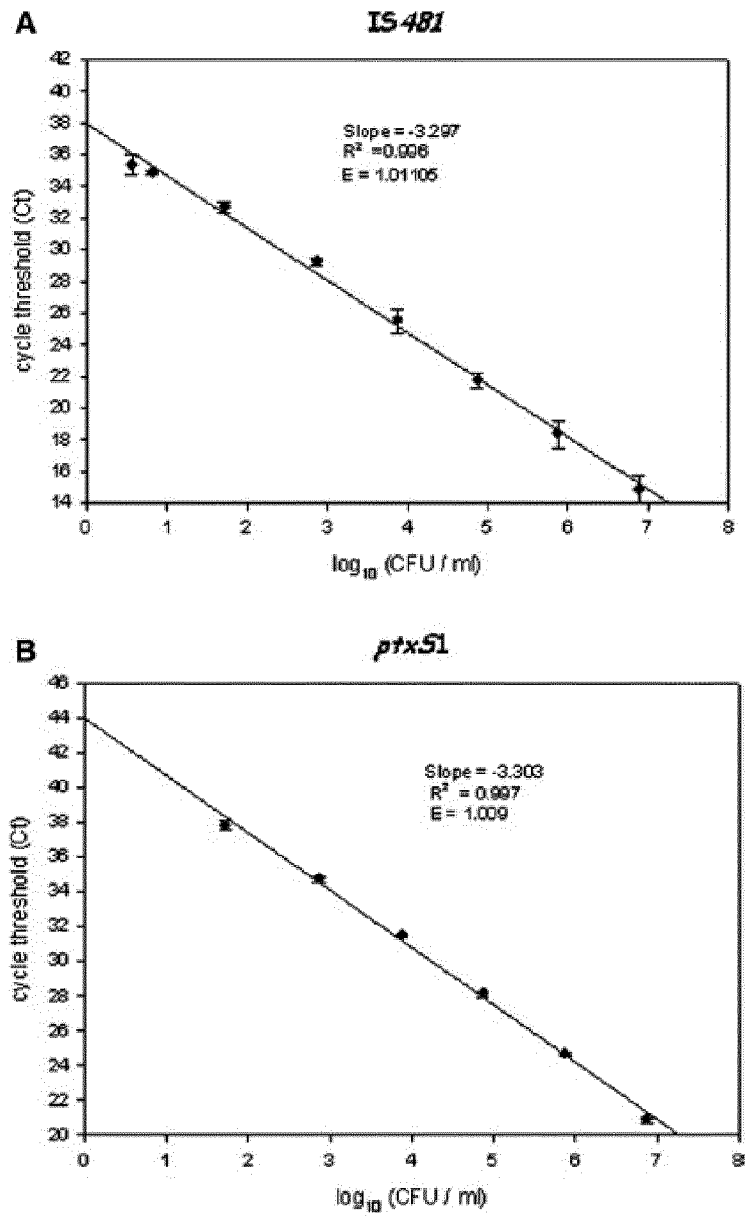 A
IS481
42
40
38
36
34
32
30
28
26
24
22
20
18
16
14
cycle threshold (Ct)
Slope = -3.297
R² =0.996
E = 1.01105
0 1 2 3 4 5 6 7 8
log₁₀ (CFU / ml)
B
ptxS1
46
44
42
40
38
36
34
32
30
28
26
24
22
20
cycle threshold (Ct)
Slope = -3.303
R² = 0.997
E = 1.009
0 1 2 3 4 5 6 7 8
log₁₀ (CFU / ml)